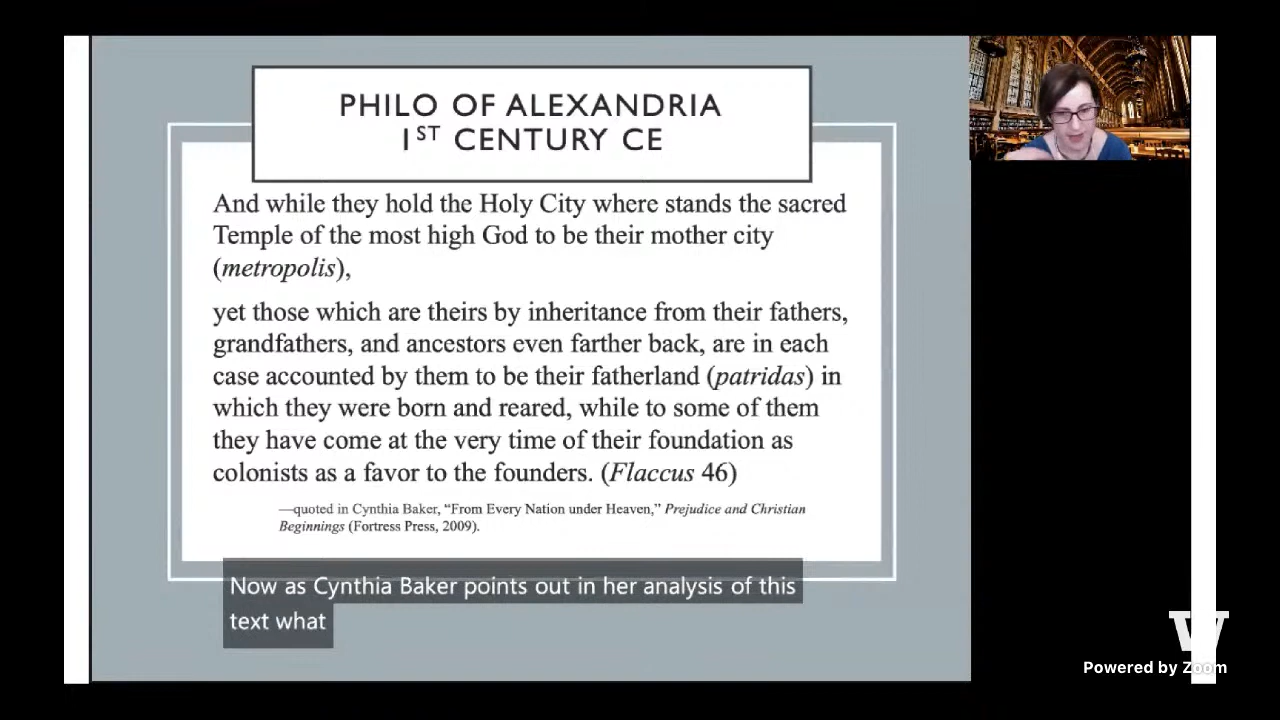 PHILO OF ALEXANDRIA
1ST CENTURY CE
And while they hold the Holy City where stands the sacred
Temple of the most high God to be their mother city
(metropolis),
yet those which are theirs by inheritance from their fathers,
grandfathers, and ancestors even farther back, are in each
case accounted by them to be their fatherland (patridas) in
which they were born and reared, while to some of them
they have come at the very time of their foundation as
colonists as a favor to the founders. (Flaccus 46)
—quoted in Cynthia Baker, “From Every Nation under Heaven,” Prejudice and Christian
Beginnings (Fortress Press, 2009).
Now as Cynthia Baker points out in her analysis of this
text what
W
Powered by Zoom